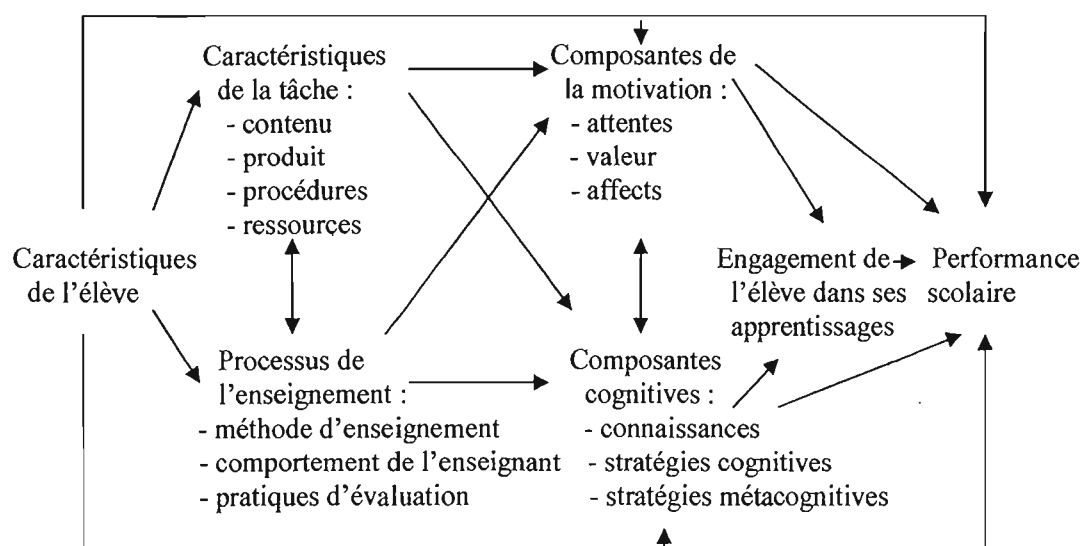 Caractéristiques
de la tâche :
- contenu
- produit
- procédures
- ressources
Composantes de
la motivation :
- attentes
- valeur
- affects
Caractéristiques
de l'élève
Engagement de
l'élève dans ses
apprentissages
Performance
scolaire
Processus de
l'enseignement :
- méthode d'enseignement
- comportement de l'enseignant
- pratiques d'évaluation
Composantes
cognitives :
- connaissances
- stratégies cognitives
- stratégies métacognitives